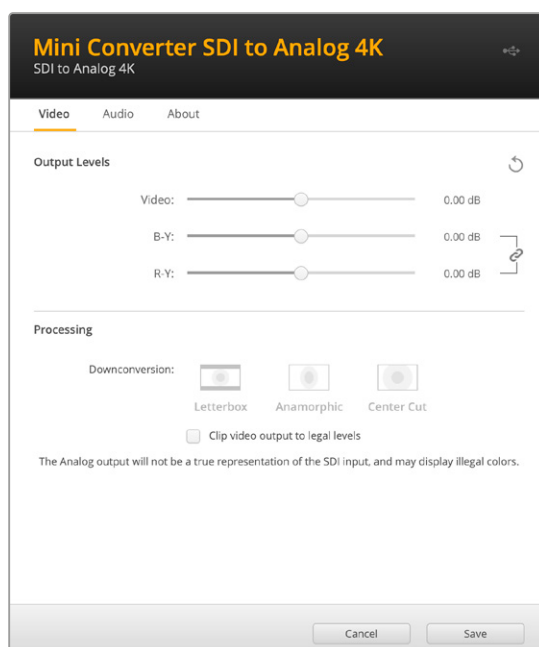 Mini Converter SDI to Analog 4K
SDI to Analog 4K
Video Audio About
Output Levels
Video: 0.00 dB
B-Y: 0.00 dB
R-Y: 0.00 dB
Processing
Downconversion:
Letterbox Anamorphic Center Cut
Clip video output to legal levels
The Analog output will not be a true representation of the SDI input, and may display illegal colors.
Cancel Save